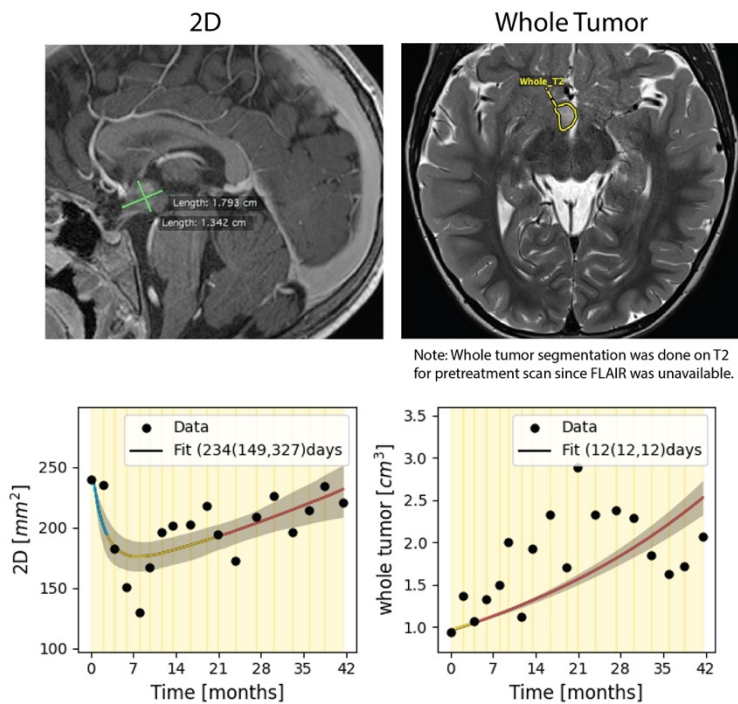 2D
Whole Tumor
Length: 1.793 cm
Length: 1.342 cm
Whole_T2
Note: Whole tumor segmentation was done on T2
for pretreatment scan since FLAIR was unavailable.
2D [mm²]
250
200
150
100
Data
Fit (234(149,327)days
0 7 14 21 28 35 42
Time [months]
whole tumor [cm³]
3.5
3.0
2.5
2.0
1.5
1.0
Data
Fit (12(12,12)days
0 7 14 21 28 35 42
Time [months]